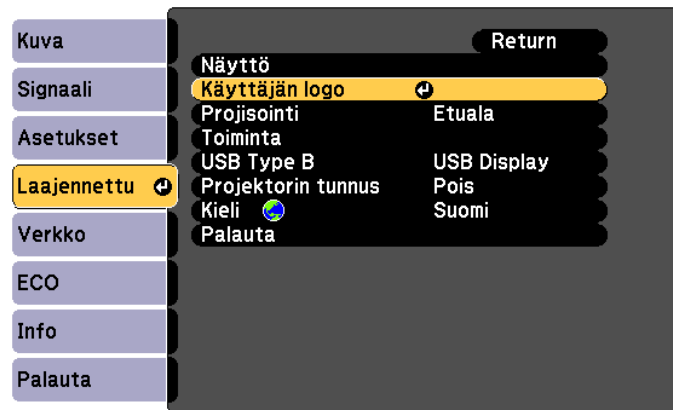 Kuva
Signaali
Asetukset
Laajennettu
Verkko
ECO
Info
Palauta
Return
Näyttö
Käyttäjän logo
Projisointi Etuala
Toiminta
USB Type B USB Display
Projektorin tunnus Pois
Kieli Suomi
Palauta